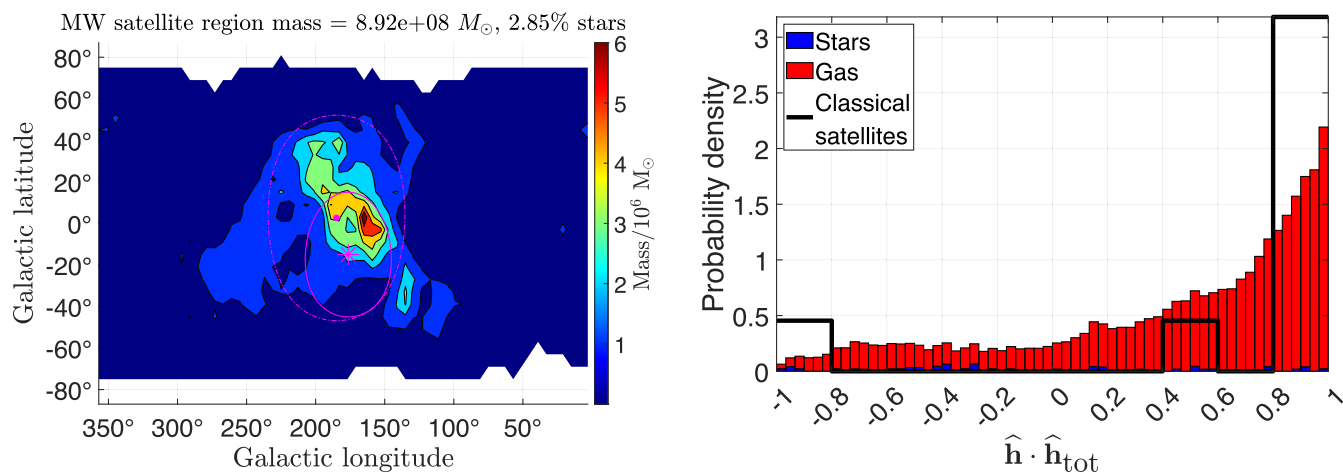 MW satellite region mass = 8.92e+08 M⊙, 2.85% stars
80°
60°
40°
20°
0°
-20°
-40°
-60°
-80°
Galactic latitude
350° 300° 250° 200° 150° 100° 50°
Galactic longitude
6
5
4
3
2
1
Mass/10⁶ M⊙
Stars
Gas
Classical
satellites
3
2.5
2
1.5
1
0.5
0
Probability density
-1 -0.8 -0.6 -0.4 -0.2 0 0.2 0.4 0.6 0.8 1
ĥ · ĥtot